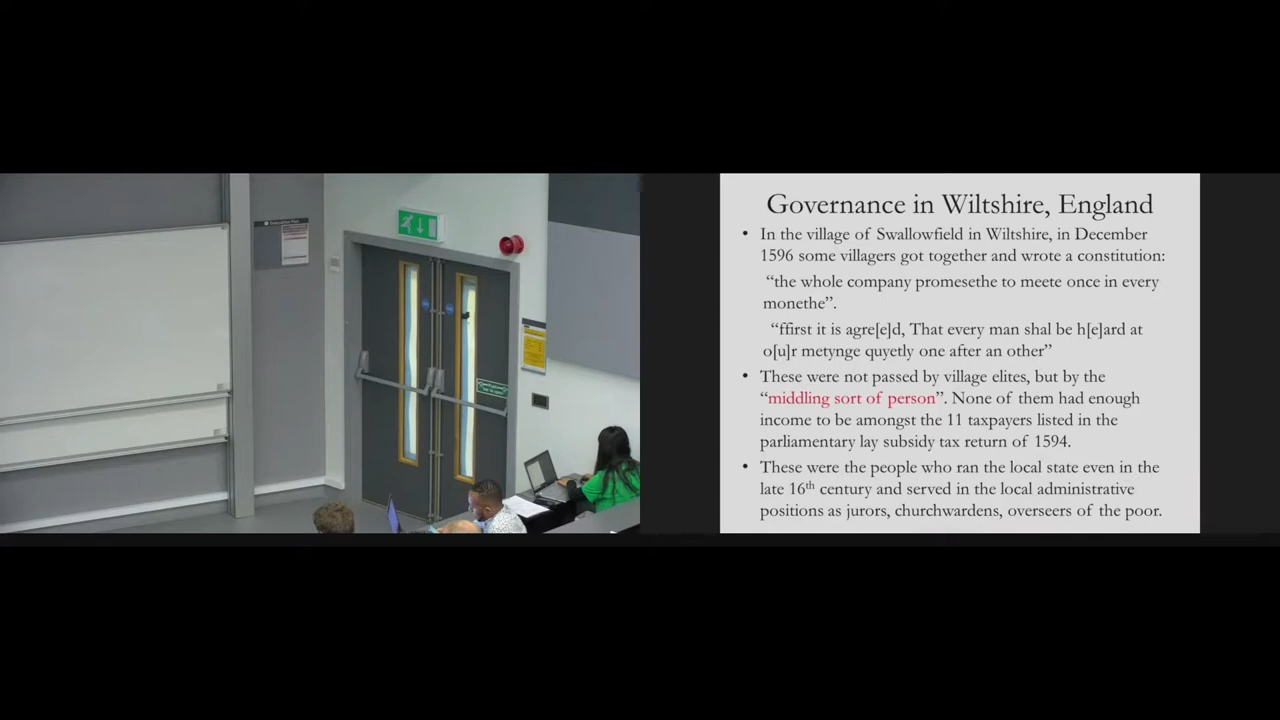 Governance in Wiltshire, England
• In the village of Swallowfield in Wiltshire, in December
1596 some villagers got together and wrote a constitution:
“the whole company promesethe to meete once in every
monethe”.
“ffirst it is agre[e]d, That every man shal be h[e]ard at
o[u]r metynge quyetly one after an other”
• These were not passed by village elites, but by the
“middling sort of person”. None of them had enough
income to be amongst the 11 taxpayers listed in the
parliamentary lay subsidy tax return of 1594.
• These were the people who ran the local state even in the
late 16th century and served in the local administrative
positions as jurors, churchwardens, overseers of the poor.